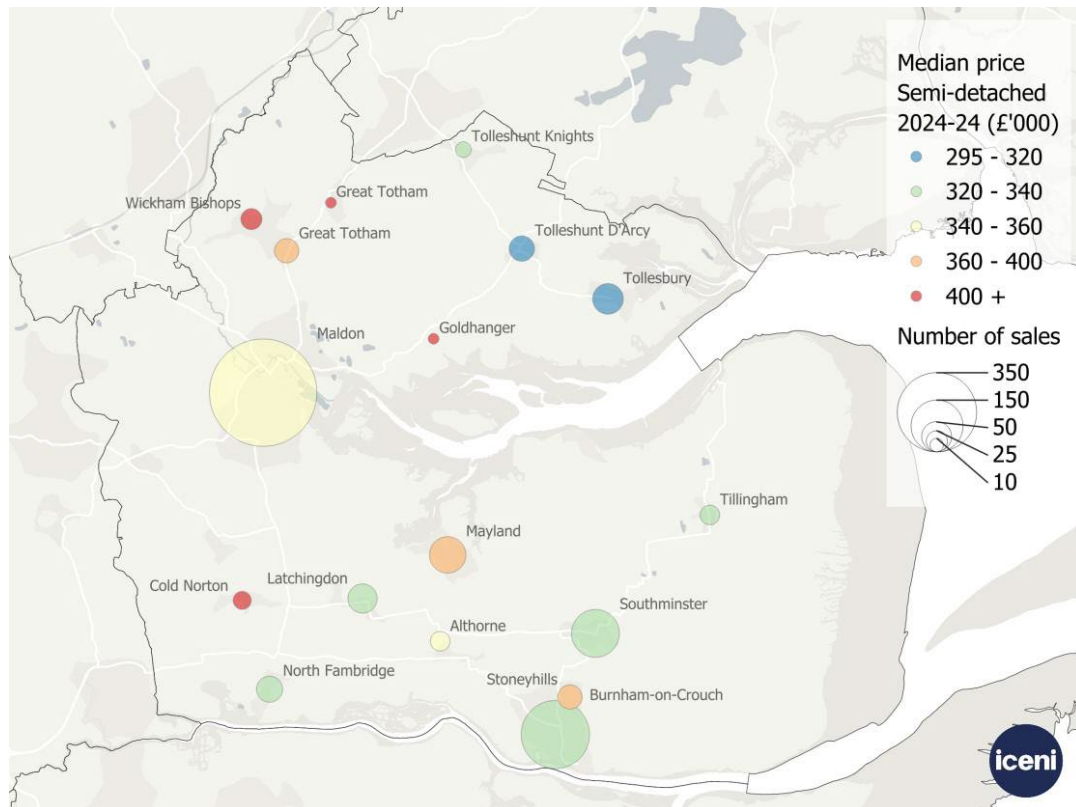 Median price
Semi-detached
2024-24 (£'000)
295 - 320
320 - 340
340 - 360
360 - 400
400 +
Number of sales
350
150
50
25
10
Tolleshunt Knights
Great Totham
Wickham Bishops
Great Totham
Tolleshunt D'Arcy
Tollesbury
Maldon
Goldhanger
Tillingham
Mayland
Latchingdon
Cold Norton
Southminster
Althorne
North Fambridge
Stoneyhills
Burnham-on-Crouch
iceni